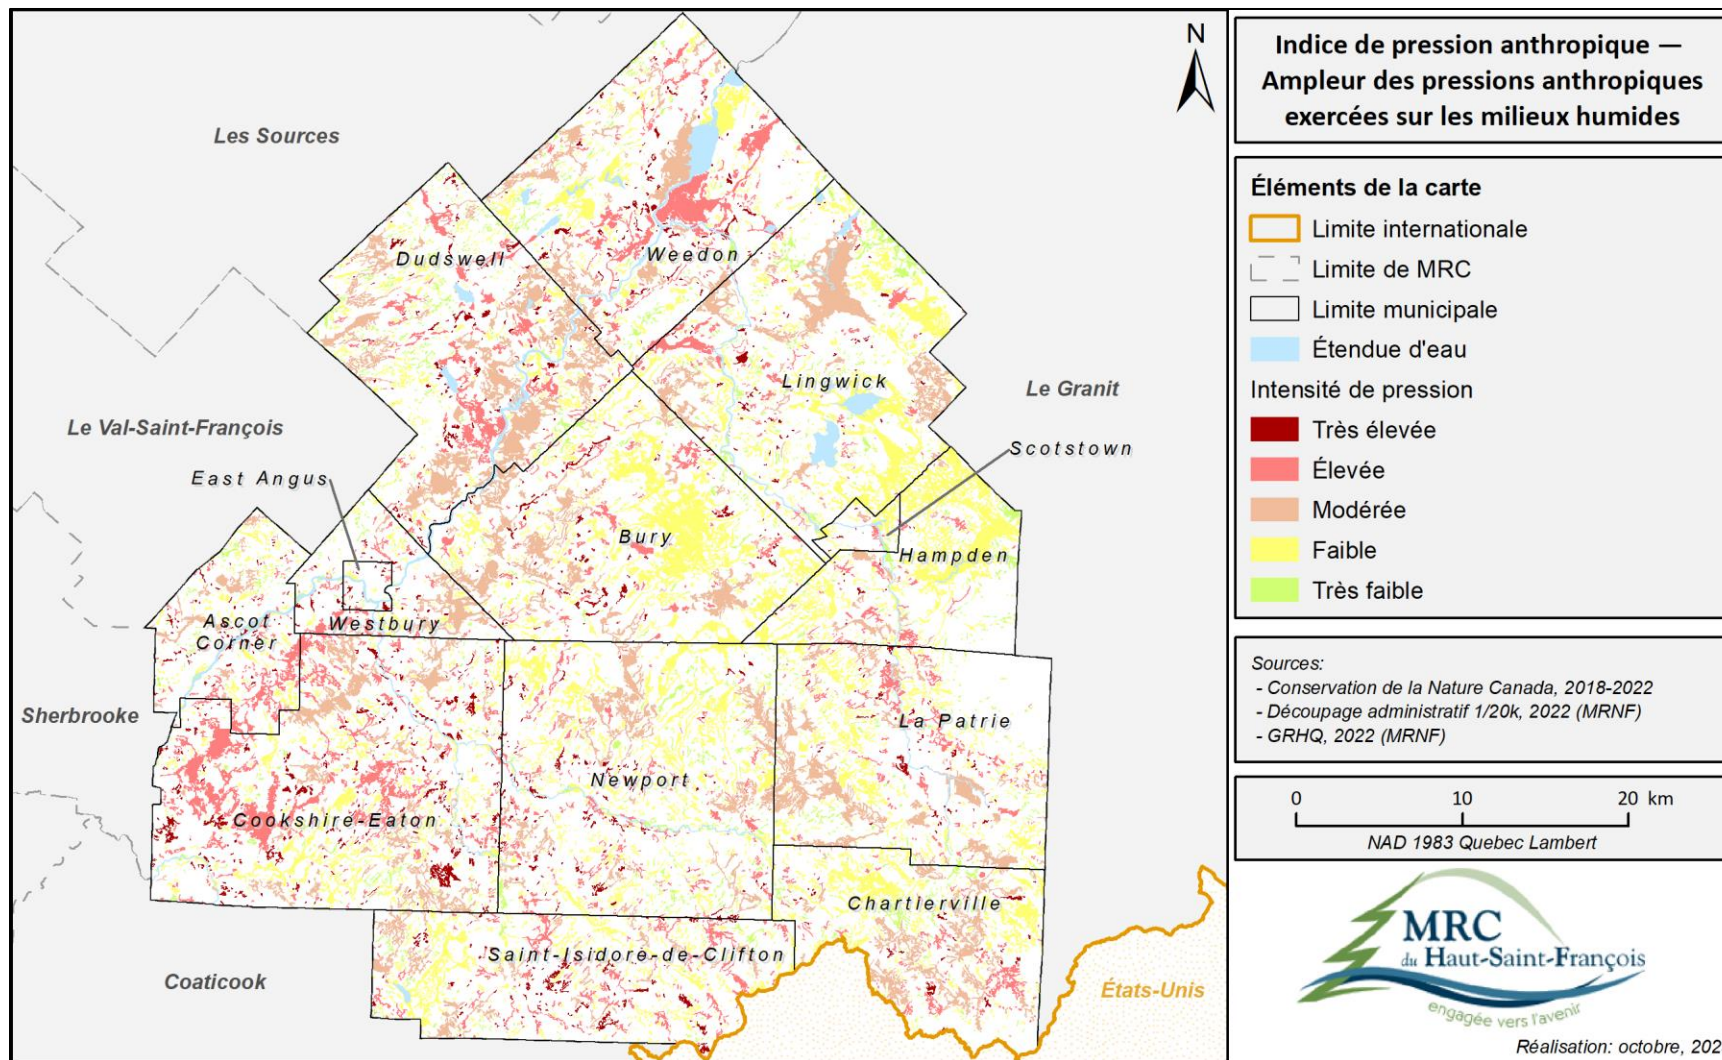 Indice de pression anthropique —
Ampleur des pressions anthropiques
exercées sur les milieux humides
N
Les Sources
Dudswell
Weedon
Lingwick
Le Granit
Le Val-Saint-François
Scotstown
East Angus
Bury
Hampden
Ascot
Corner
Westbury
Sherbrooke
La Patrie
Newport
Cookshire-Eaton
Chartierville
Saint-Isidore-de-Clifton
Coaticook
États-Unis
Éléments de la carte
Limite internationale
Limite de MRC
Limite municipale
Étendue d'eau
Intensité de pression
Très élevée
Élevée
Modérée
Faible
Très faible
Sources:
- Conservation de la Nature Canada, 2018-2022
- Découpage administratif 1/20k, 2022 (MRNF)
- GRHQ, 2022 (MRNF)
0 10 20 km
NAD 1983 Quebec Lambert
MRC
du Haut-Saint-François
engagée vers l'avenir
Réalisation: octobre, 202